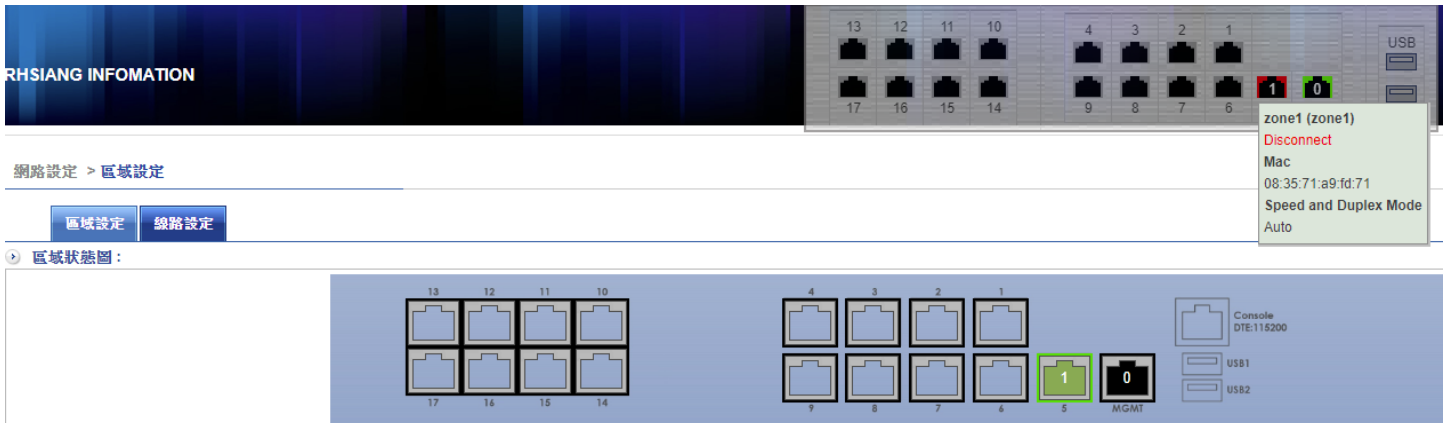 13 12 11 10 4 3 2 1
USB
RHSIANG INFOMATION
1 0
17 16 15 14 9 8 7 6
zone1 (zone1)
Disconnect
Mac
08:35:71:a9:fd:71
Speed and Duplex Mode
Auto
網路設定 > 區域設定
區域設定 線路設定
區域狀態圖 :
13 12 11 10 4 3 2 1
Console
DTE:115200
1 0
USB1
USB2
17 16 15 14 9 8 7 6 5 MGMT